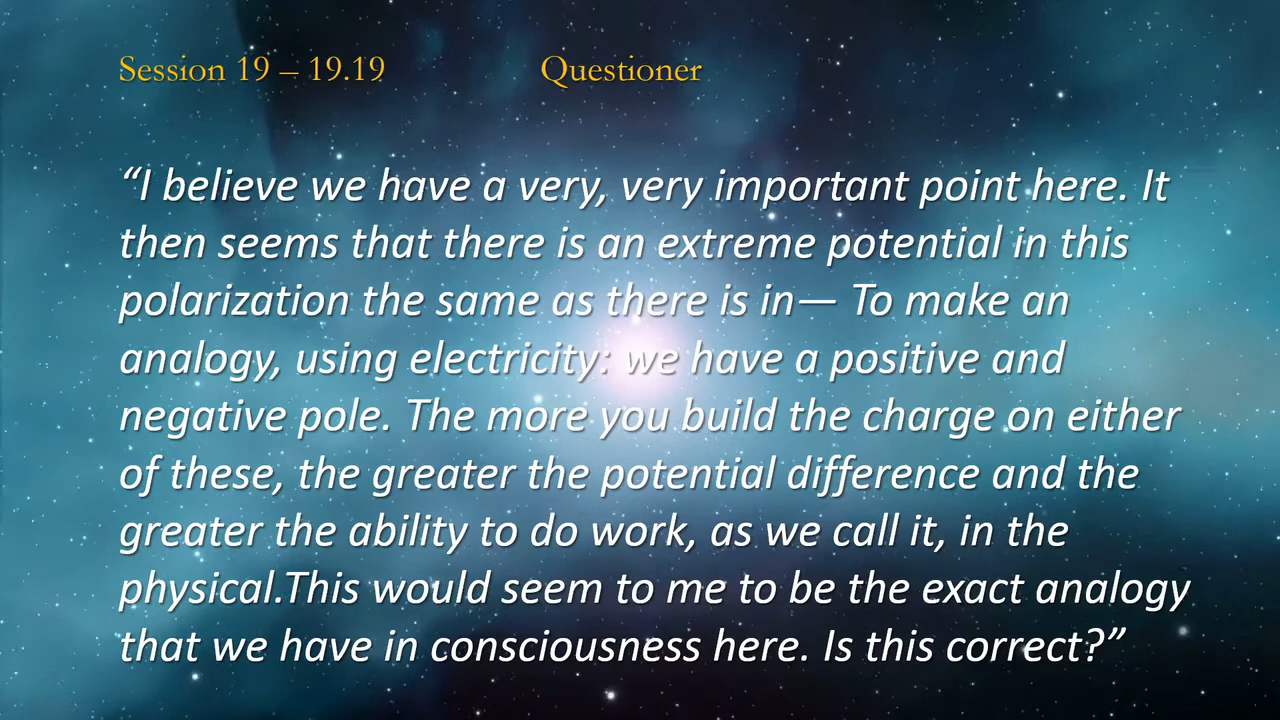 Session 19 – 19.19 Questioner
“I believe we have a very, very important point here. It
then seems that there is an extreme potential in this
polarization the same as there is in— To make an
analogy, using electricity: we have a positive and
negative pole. The more you build the charge on either
of these, the greater the potential difference and the
greater the ability to do work, as we call it, in the
physical.This would seem to me to be the exact analogy
that we have in consciousness here. Is this correct?”